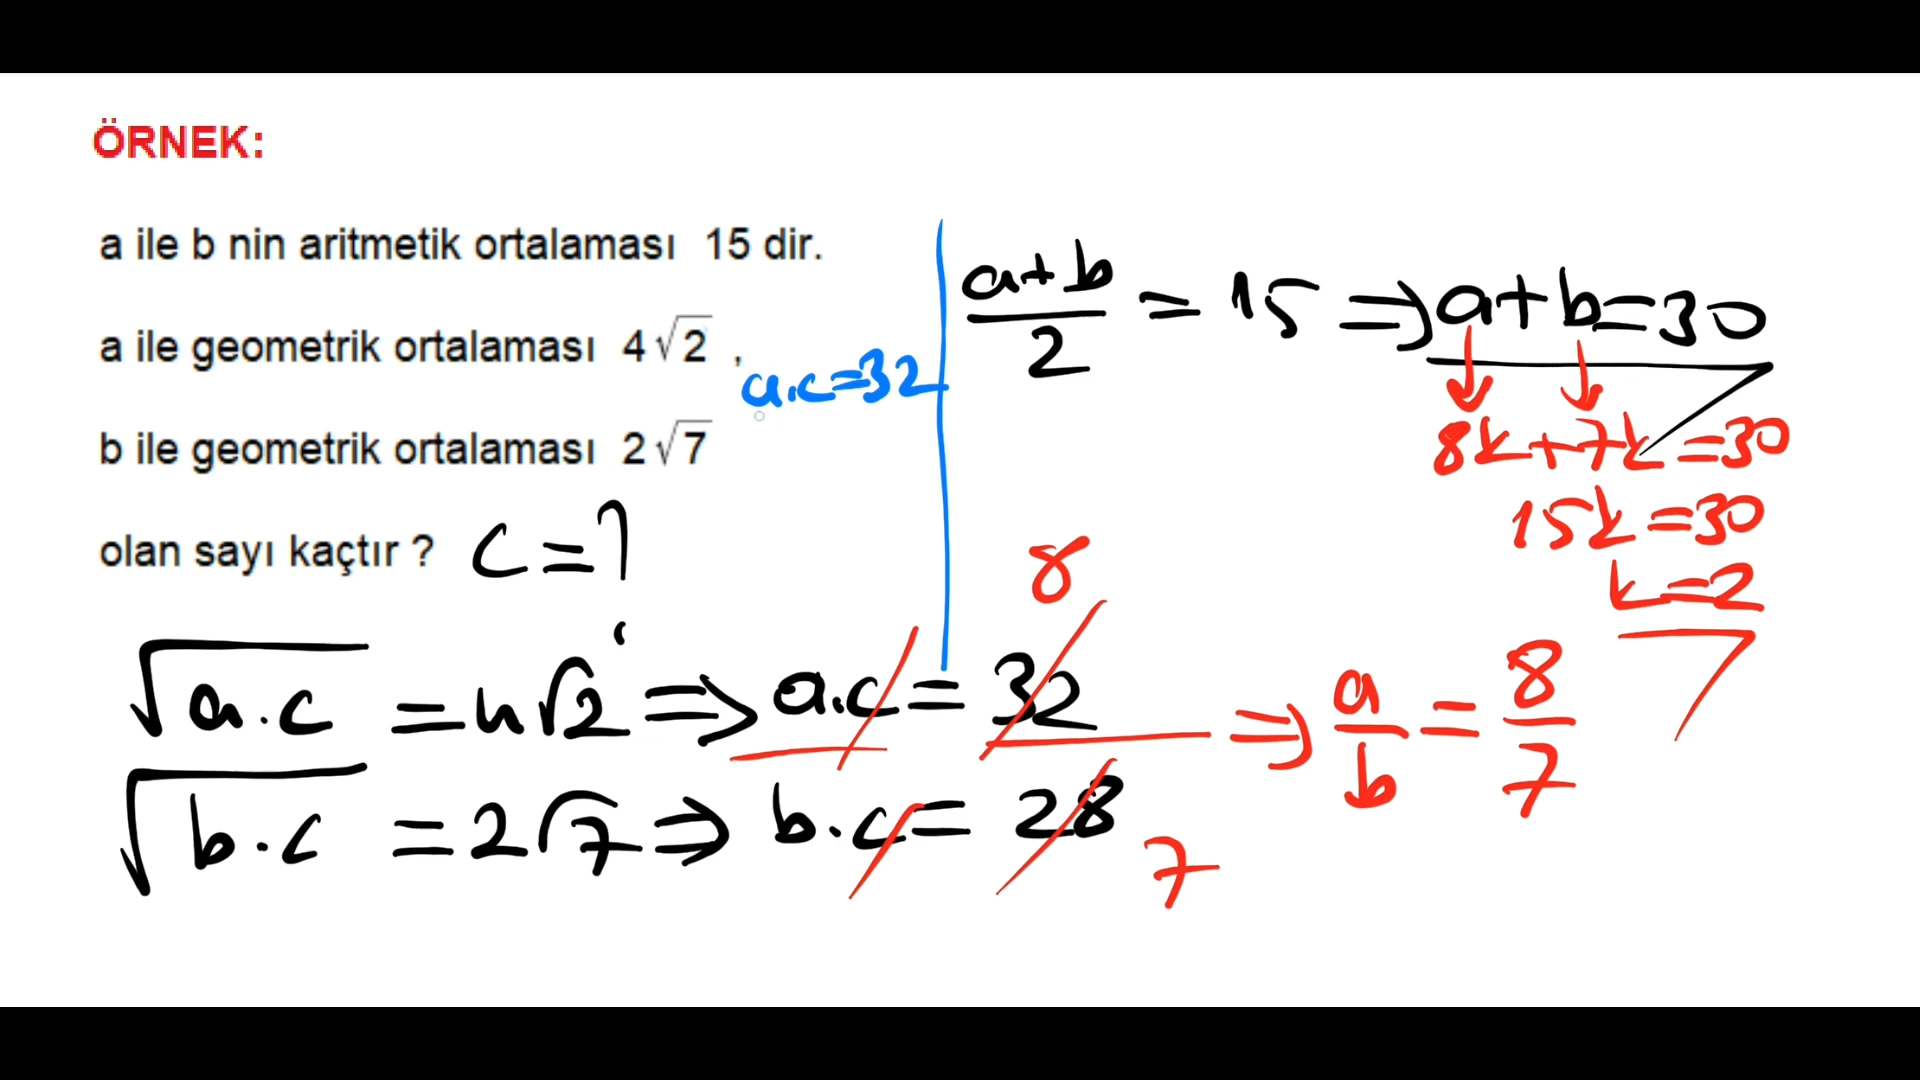 ÖRNEK:
a ile b nin aritmetik ortalaması 15 dir.
a ile geometrik ortalaması 4√2 ,
a.c=32
b ile geometrik ortalaması 2√7
olan sayı kaçtır ? c=?
(a+b)/2 = 15 ⇒ a+b=30
8k+7k=30
15k=30
k=2
√(a.c) = 4√2 ⇒ a.c = 32
8
√(b.c) = 2√7 ⇒ b.c = 28
7
⇒ a/b = 8/7